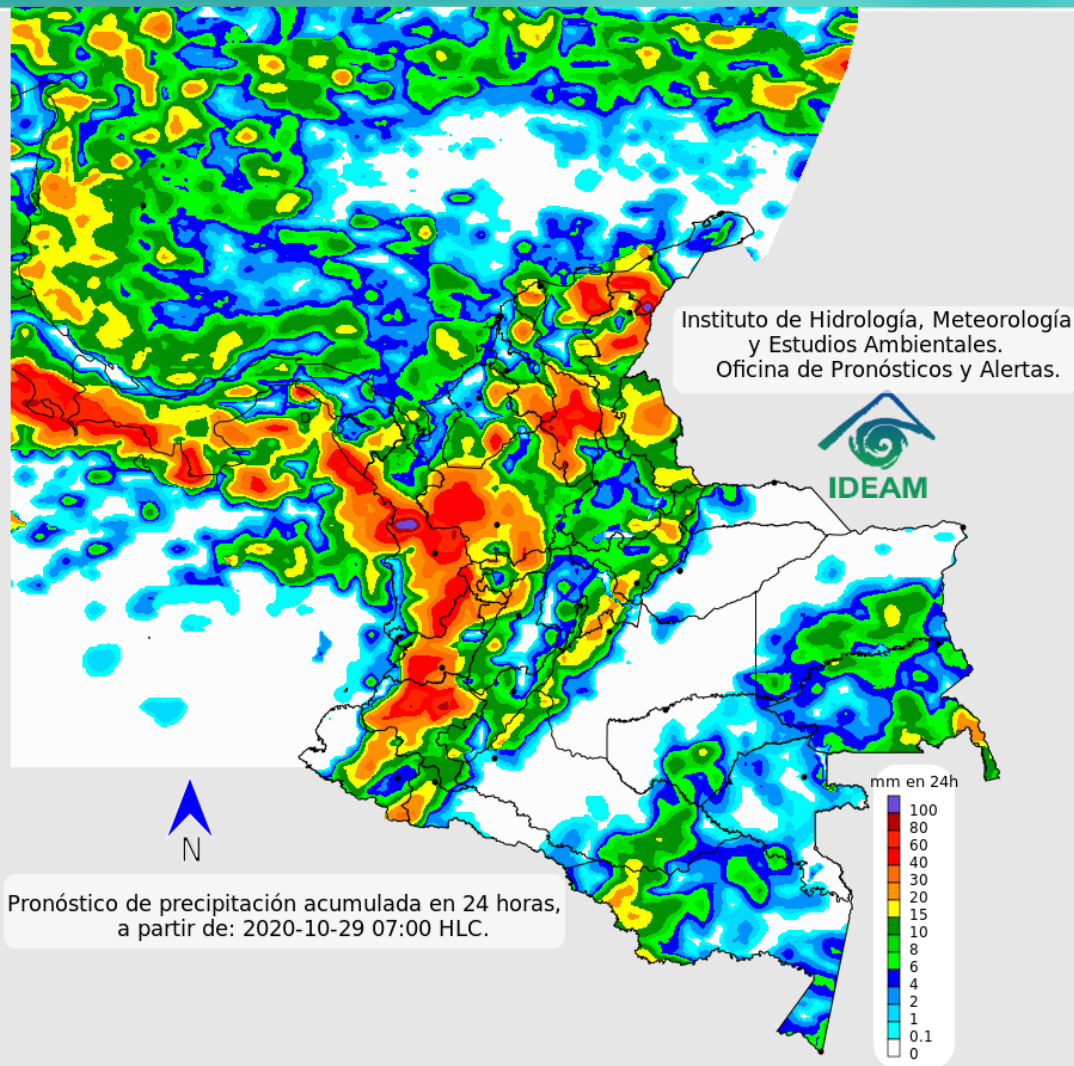 Instituto de Hidrología, Meteorología
y Estudios Ambientales.
Oficina de Pronósticos y Alertas.
IDEAM
mm en 24h
100
80
60
40
30
20
15
10
8
6
4
2
1
0.1
0
N
Pronóstico de precipitación acumulada en 24 horas,
a partir de: 2020-10-29 07:00 HLC.